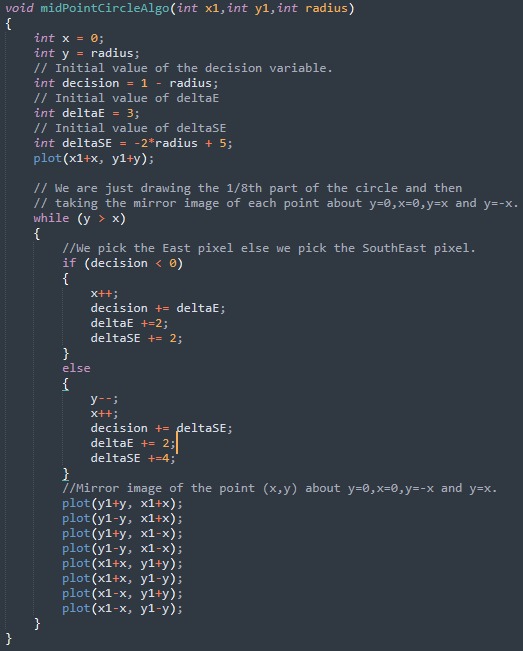 void midPointCircleAlgo(int x1,int y1,int radius)
{
    int x = 0;
    int y = radius;
    // Initial value of the decision variable.
    int decision = 1 - radius;
    // Initial value of deltaE
    int deltaE = 3;
    // Initial value of deltaSE
    int deltaSE = -2*radius + 5;
    plot(x1+x, y1+y);

    // We are just drawing the 1/8th part of the circle and then
    // taking the mirror image of each point about y=0,x=0,y=x and y=-x.
    while (y > x)
    {
        //We pick the East pixel else we pick the SouthEast pixel.
        if (decision < 0)
        {
            x++;
            decision += deltaE;
            deltaE +=2;
            deltaSE += 2;
        }
        else
        {
            y--;
            x++;
            decision += deltaSE;
            deltaE += 2;
            deltaSE +=4;
        }
        //Mirror image of the point (x,y) about y=0,x=0,y=-x and y=x.
        plot(y1+y, x1+x);
        plot(y1-y, x1+x);
        plot(y1+y, x1-x);
        plot(y1-y, x1-x);
        plot(x1+x, y1+y);
        plot(x1+x, y1-y);
        plot(x1-x, y1+y);
        plot(x1-x, y1-y);
    }
}